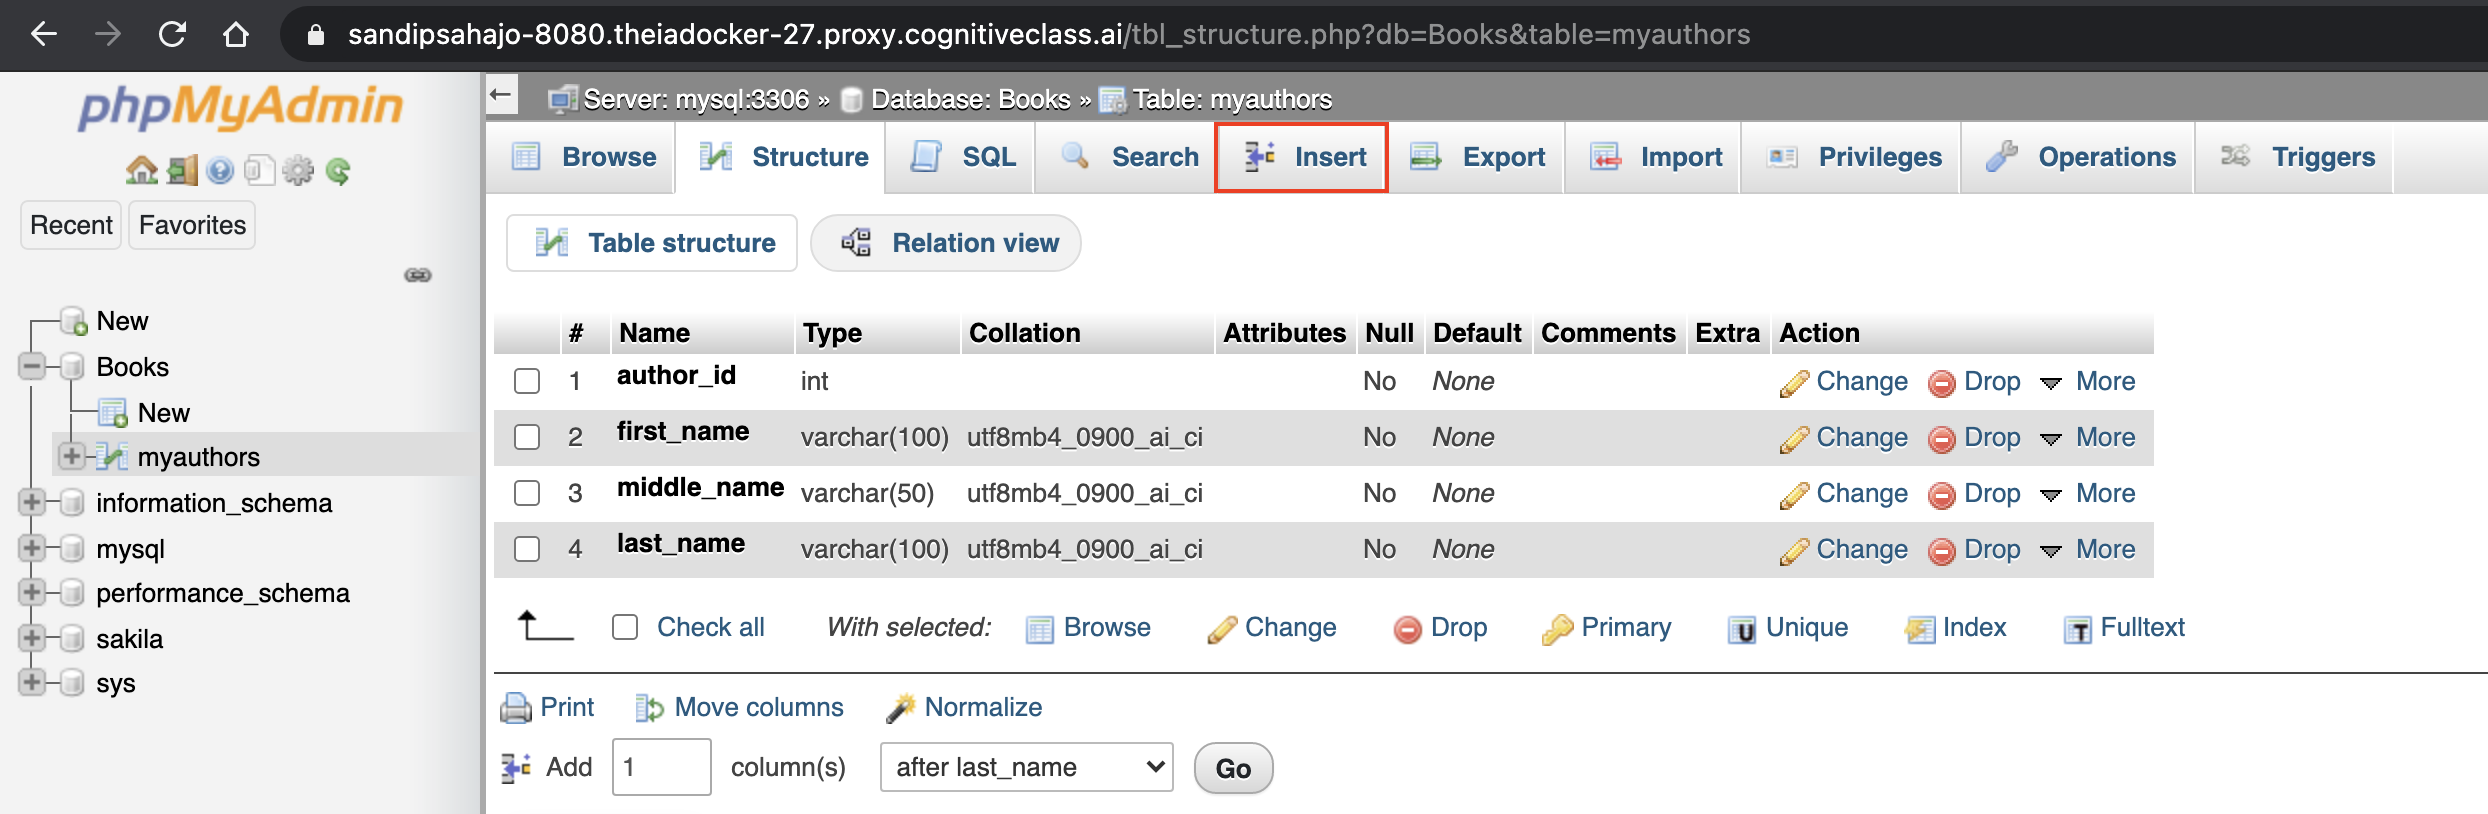 sandipsahajo-8080.theiadocker-27.proxy.cognitiveclass.ai/tbl_structure.php?db=Books&table=myauthors
phpMyAdmin
Recent Favorites
New
Books
New
myauthors
information_schema
mysql
performance_schema
sakila
sys
Server: mysql:3306 » Database: Books » Table: myauthors
Browse Structure SQL Search Insert Export Import Privileges Operations Triggers
Table structure Relation view
# Name Type Collation Attributes Null Default Comments Extra Action
1 author_id int No None Change Drop More
2 first_name varchar(100) utf8mb4_0900_ai_ci No None Change Drop More
3 middle_name varchar(50) utf8mb4_0900_ai_ci No None Change Drop More
4 last_name varchar(100) utf8mb4_0900_ai_ci No None Change Drop More
Check all With selected: Browse Change Drop Primary Unique Index Fulltext
Print Move columns Normalize
Add 1 column(s) after last_name Go